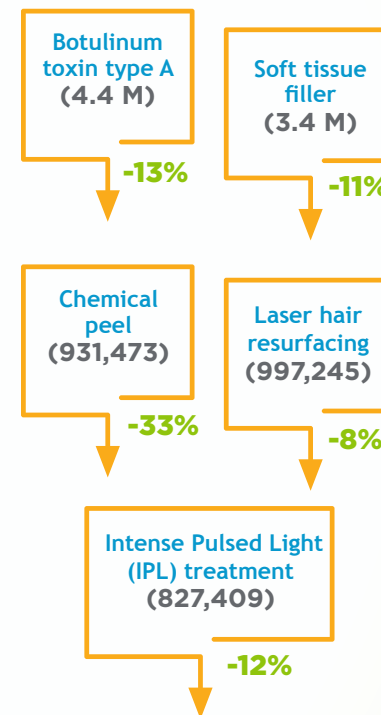 Botulinum
toxin type A
(4.4 M)
-13%
Soft tissue
filler
(3.4 M)
-11%
Chemical
peel
(931,473)
-33%
Laser hair
resurfacing
(997,245)
-8%
Intense Pulsed Light
(IPL) treatment
(827,409)
-12%